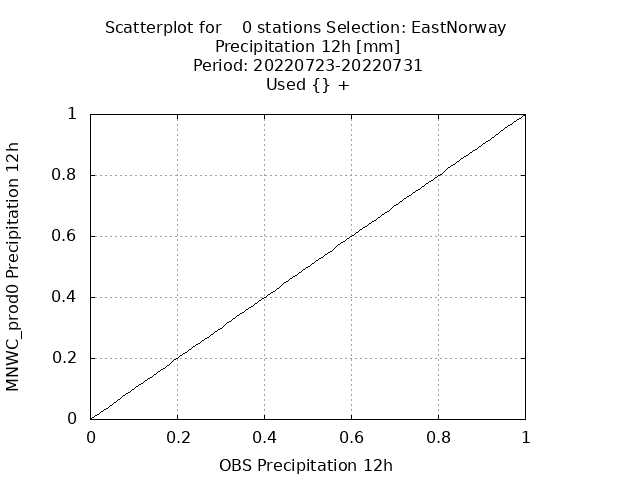 Scatterplot for    0 stations Selection: EastNorway
Precipitation 12h [mm]
Period: 20220723-20220731
Used {} +
1
0.8
0.6
0.4
0.2
0
MNWC_prod0 Precipitation 12h
0 0.2 0.4 0.6 0.8 1
OBS Precipitation 12h